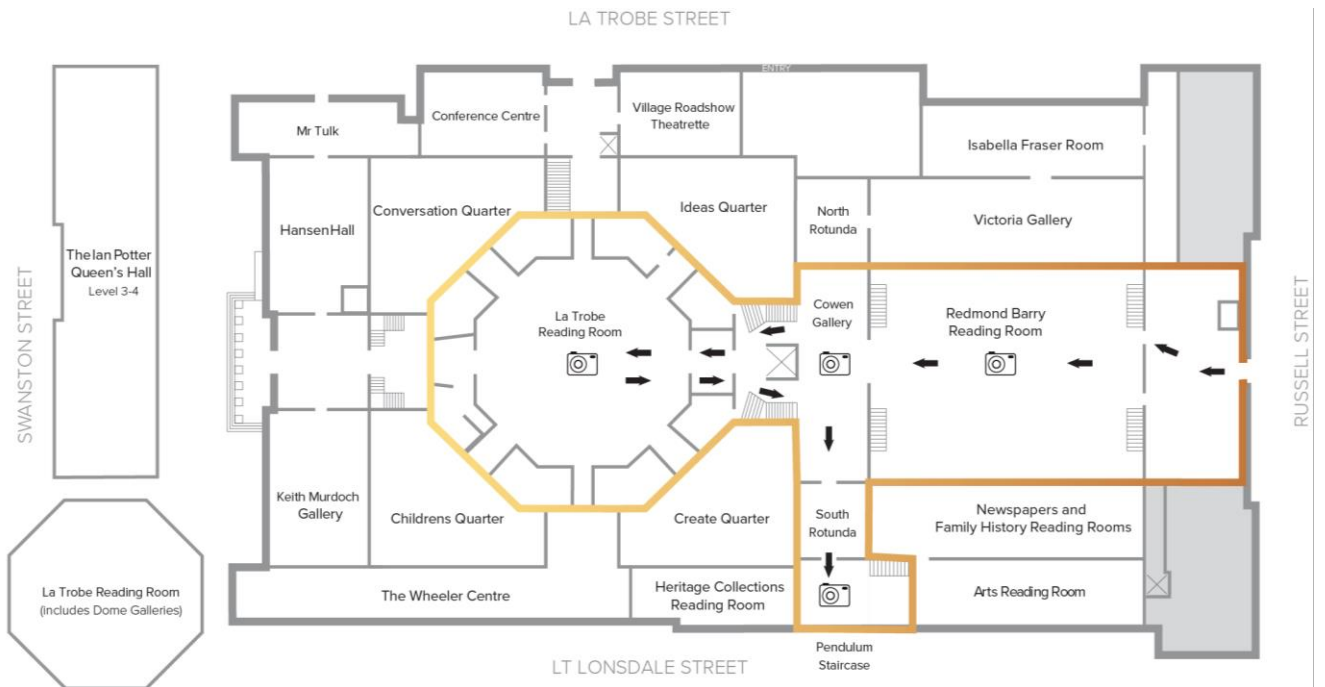 LA TROBE STREET
ENTRY
Conference Centre
Village Roadshow
Theatrette
Mr Tulk
Isabella Fraser Room
Conversation Quarter
Ideas Quarter
North
Rotunda
Victoria Gallery
Hansen Hall
The Ian Potter
Queen's Hall
Level 3-4
SWANSTON STREET
La Trobe
Reading Room
Cowen
Gallery
Redmond Barry
Reading Room
RUSSELL STREET
Keith Murdoch
Gallery
Childrens Quarter
Create Quarter
South
Rotunda
Newspapers and
Family History Reading Rooms
La Trobe Reading Room
(includes Dome Galleries)
The Wheeler Centre
Heritage Collections
Reading Room
Arts Reading Room
Pendulum
Staircase
LT LONSDALE STREET